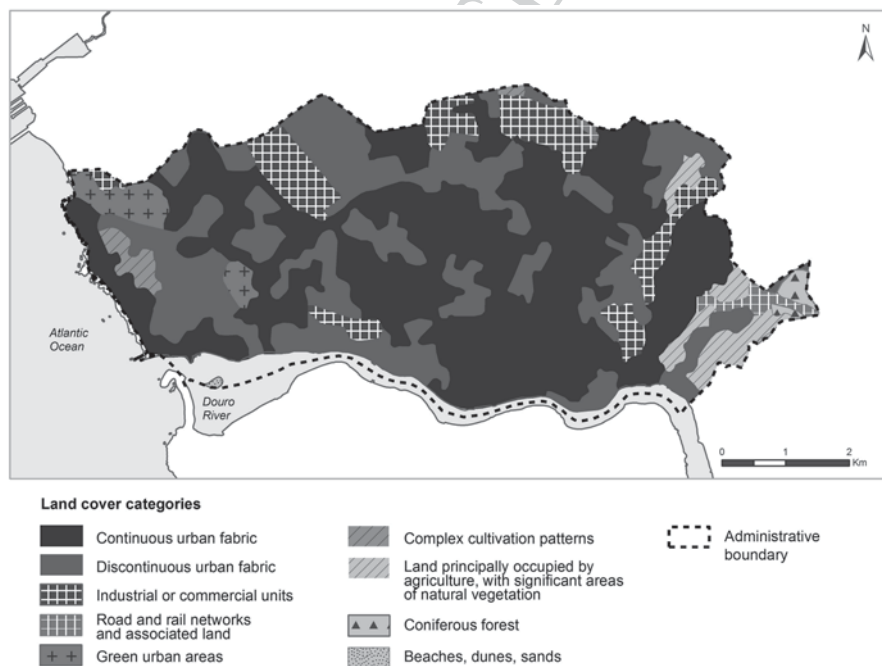 N
Atlantic
Ocean
Douro
River
0 1 2
Km
Land cover categories
Continuous urban fabric
Discontinuous urban fabric
Industrial or commercial units
Road and rail networks
and associated land
Green urban areas
Complex cultivation patterns
Land principally occupied by
agriculture, with significant areas
of natural vegetation
Coniferous forest
Beaches, dunes, sands
Administrative
boundary